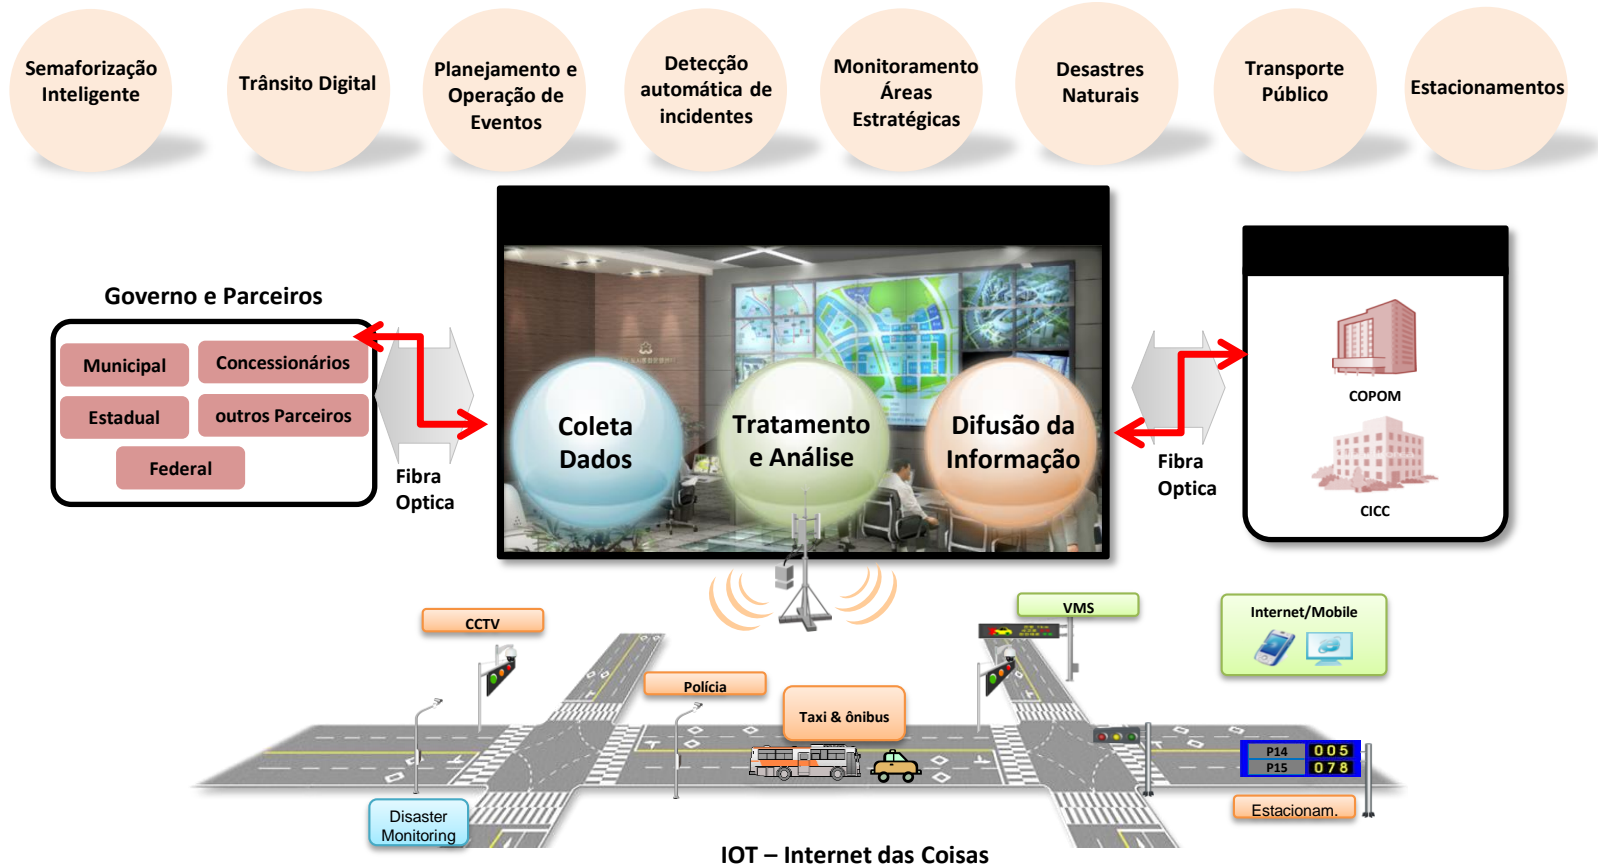 Semaforização
Inteligente
Trânsito Digital
Planejamento e
Operação de
Eventos
Detecção
automática de
incidentes
Monitoramento
Áreas
Estratégicas
Desastres
Naturais
Transporte
Público
Estacionamentos
Governo e Parceiros
Municipal
Concessionários
Estadual
outros Parceiros
Federal
Fibra
Optica
Coleta
Dados
Tratamento
e Análise
Difusão da
Informação
Fibra
Optica
COPOM
CICC
CCTV
VMS
Internet/Mobile
Polícia
Taxi & ônibus
P14 005
P15 078
Estacionam.
Disaster
Monitoring
IOT – Internet das Coisas